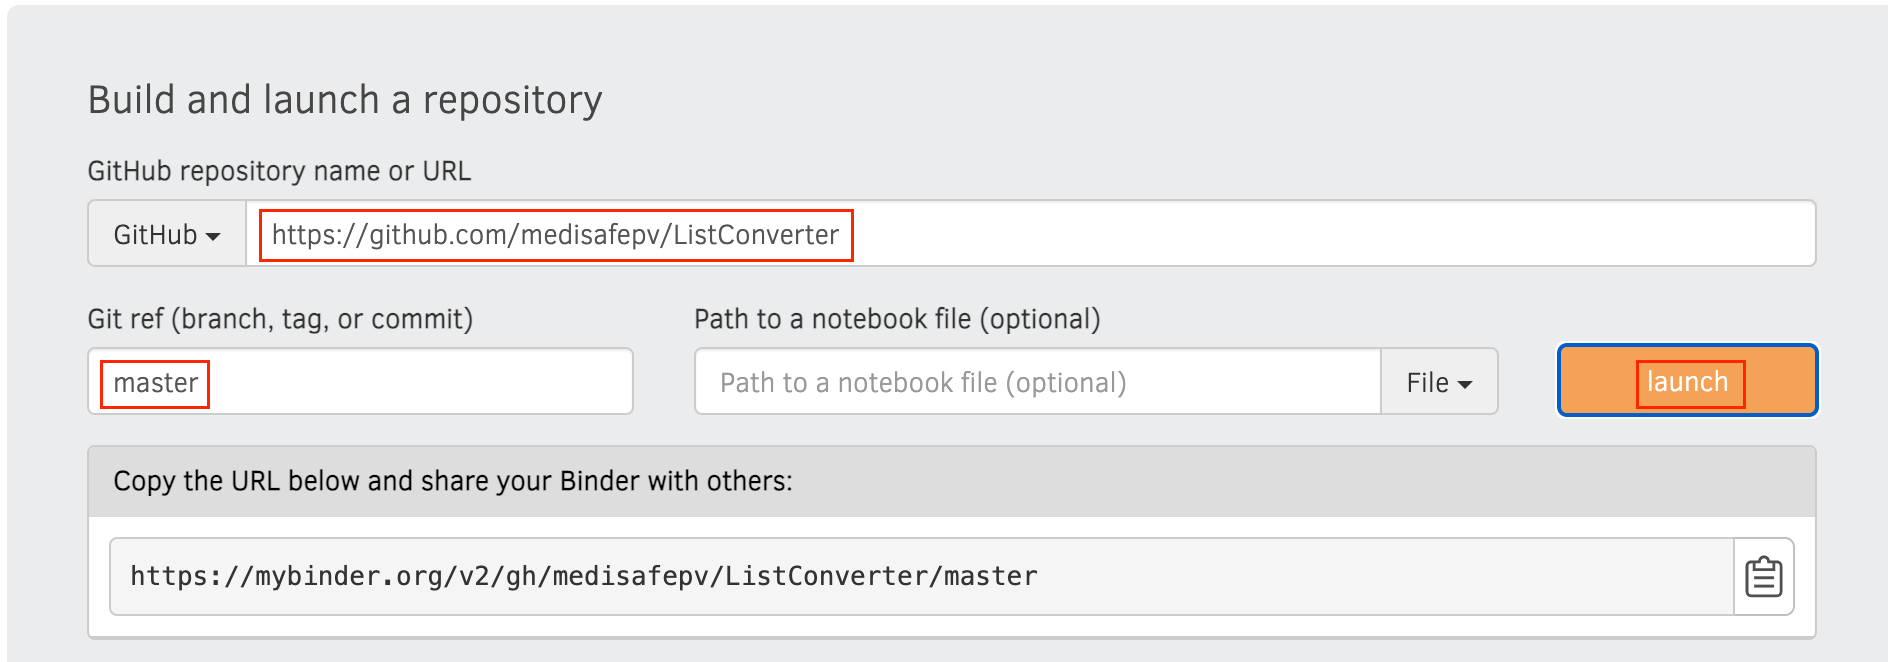 Build and launch a repository
GitHub repository name or URL
GitHub https://github.com/medisafepv/ListConverter
Git ref (branch, tag, or commit) Path to a notebook file (optional)
master Path to a notebook file (optional) File launch
Copy the URL below and share your Binder with others:
https://mybinder.org/v2/gh/medisafepv/ListConverter/master